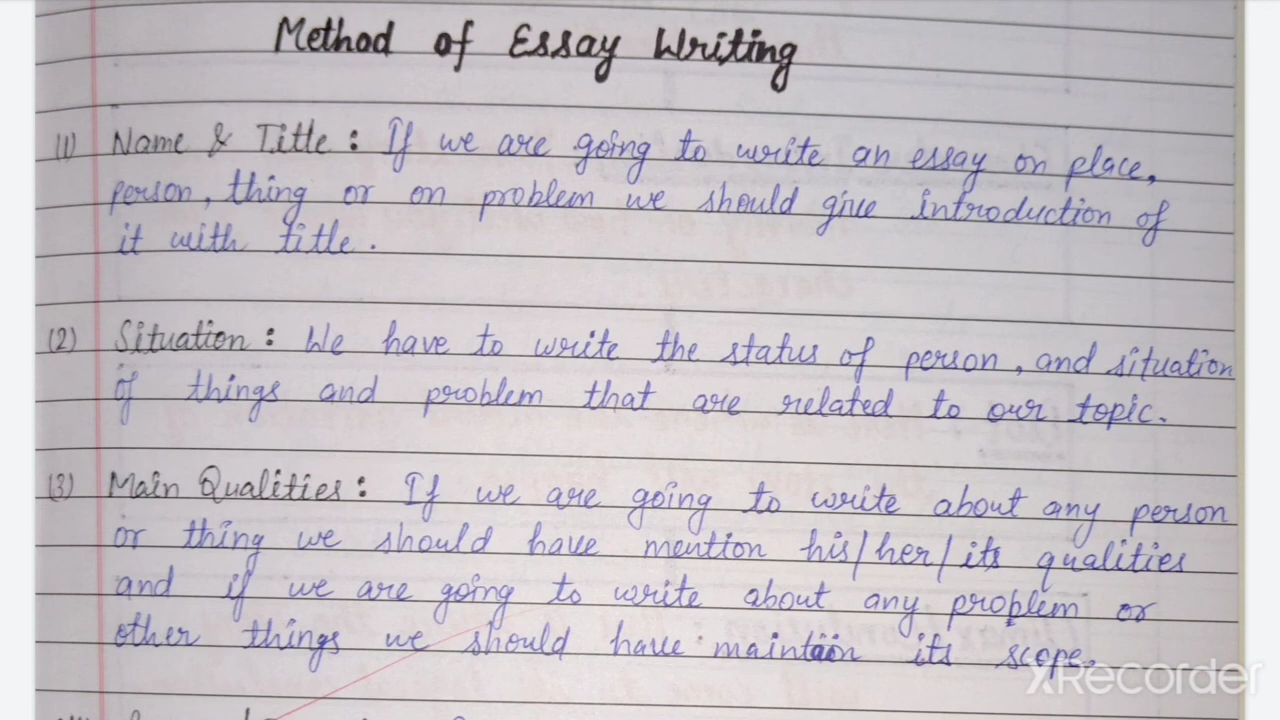 Method of Essay Writing
(1) Name & Title : If we are going to write an essay on place,
person, thing or on problem we should give introduction of
it with title.
(2) Situation : We have to write the status of person, and situation
of things and problem that are related to our topic.
(3) Main Qualities : If we are going to write about any person
or thing we should have mention his/her/its qualities
and if we are going to write about any problem or
other things we should have maintain its scope.
XRecorder